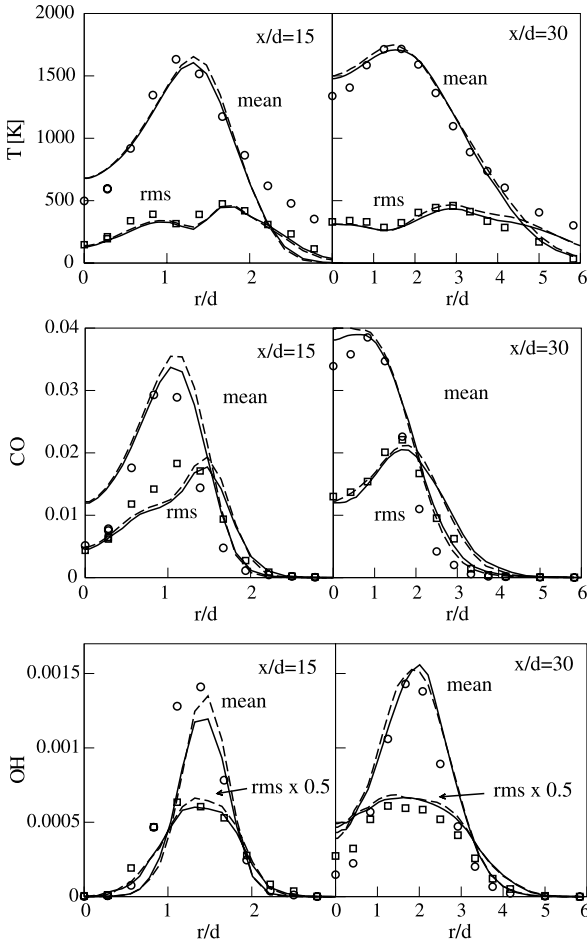 2000
1500
1000
500
0
T [K]
x/d=15
mean
rms
0
1
2
r/d
x/d=30
mean
rms
0
1
2
3
4
5
6
r/d
0.04
0.03
0.02
0.01
0
CO
x/d=15
mean
rms
0
1
2
r/d
x/d=30
mean
rms
0
1
2
3
4
5
6
r/d
0.0015
0.001
0.0005
0
OH
x/d=15
mean
rms x 0.5
0
1
2
r/d
x/d=30
mean
rms x 0.5
0
1
2
3
4
5
6
r/d